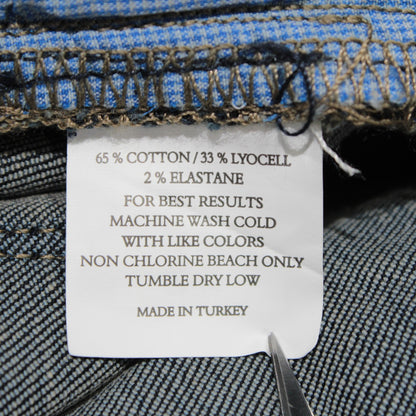 65 % COTTON / 33 % LYOCELL
2 % ELASTANE
FOR BEST RESULTS
MACHINE WASH COLD
WITH LIKE COLORS
NON CHLORINE BEACH ONLY
TUMBLE DRY LOW
MADE IN TURKEY